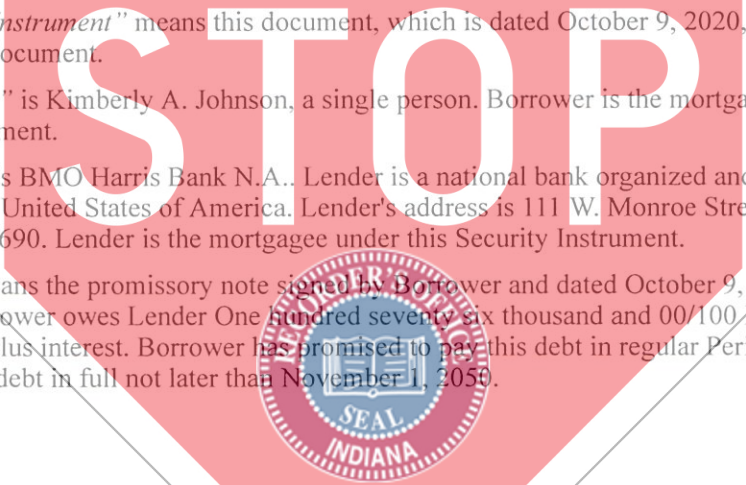 STOP
nstrument” means this document, which is dated October 9, 2020,
ocument.
” is Kimberly A. Johnson, a single person. Borrower is the mortga
ment.
s BMO Harris Bank N.A.. Lender is a national bank organized and
United States of America. Lender's address is 111 W. Monroe Stre
690. Lender is the mortgagee under this Security Instrument.
ans the promissory note signed by Borrower and dated October 9,
ower owes Lender One hundred seventy six thousand and 00/100
lus interest. Borrower has promised to pay this debt in regular Peri
debt in full not later than November 1, 2050.
RECORDER'S OFFICE
SEAL
INDIANA